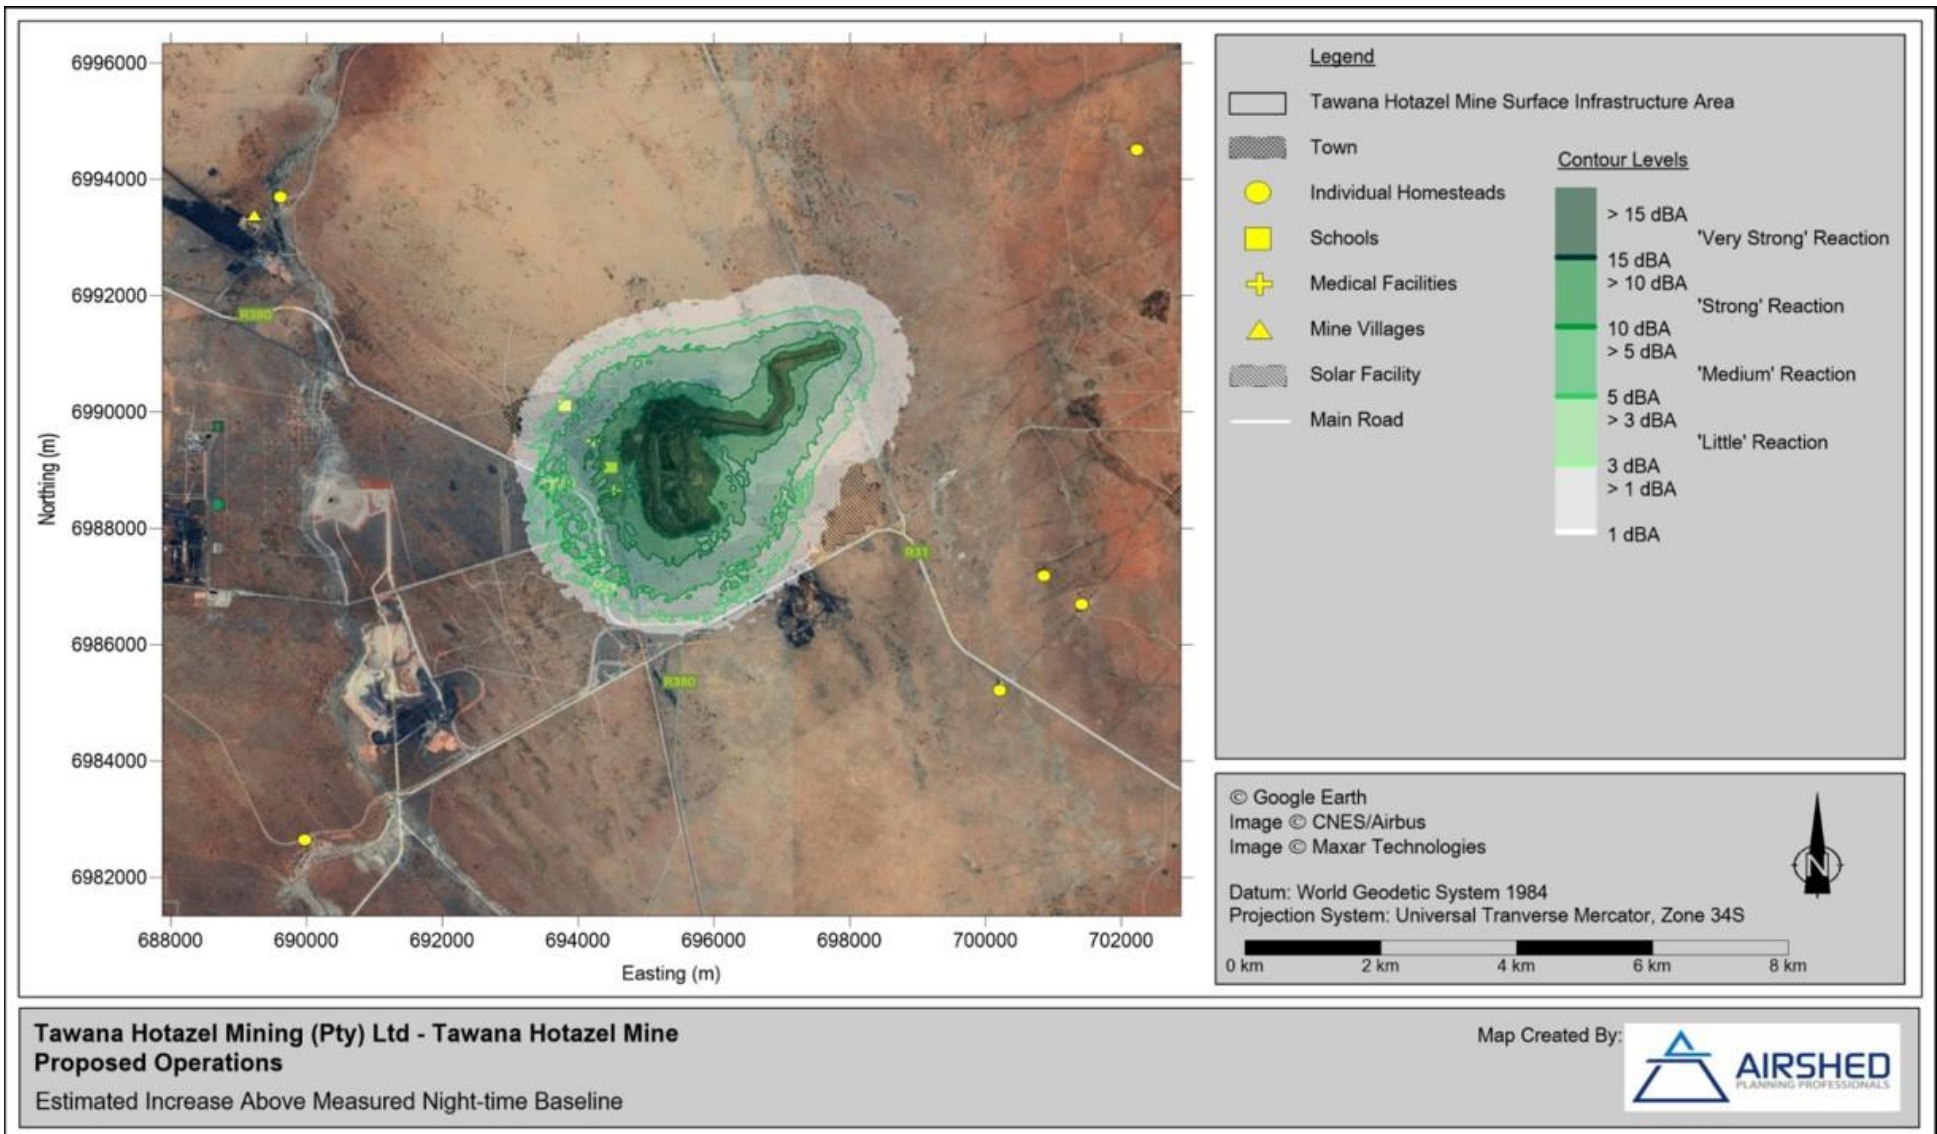 6996000
6994000
6992000
6990000
6988000
6986000
6984000
6982000
Northing (m)
688000
690000
692000
694000
696000
698000
700000
702000
Easting (m)
R380
R31
R380
Legend
Tawana Hotazel Mine Surface Infrastructure Area
Town
Individual Homesteads
Schools
Medical Facilities
Mine Villages
Solar Facility
Main Road
Contour Levels
> 15 dBA
'Very Strong' Reaction
15 dBA
> 10 dBA
'Strong' Reaction
10 dBA
> 5 dBA
'Medium' Reaction
5 dBA
> 3 dBA
'Little' Reaction
3 dBA
> 1 dBA
1 dBA
© Google Earth
Image © CNES/Airbus
Image © Maxar Technologies
N
Datum: World Geodetic System 1984
Projection System: Universal Tranverse Mercator, Zone 34S
0 km
2 km
4 km
6 km
8 km
Tawana Hotazel Mining (Pty) Ltd - Tawana Hotazel Mine
Proposed Operations
Estimated Increase Above Measured Night-time Baseline
Map Created By:
AIRSHED
PLANNING PROFESSIONALS